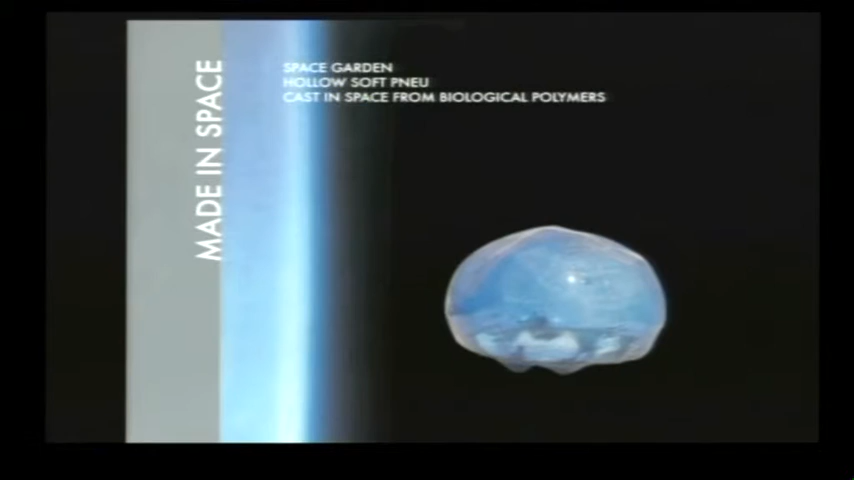 MADE IN SPACE
SPACE GARDEN
HOLLOW SOFT PNEU
CAST IN SPACE FROM BIOLOGICAL POLYMERS